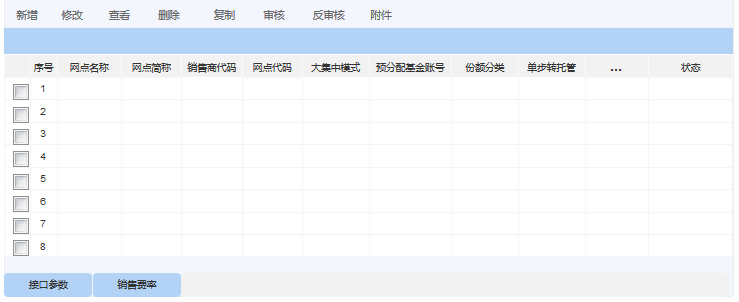 新增 修改 查看 删除 复制 审核 反审核 附件
序号 网点名称 网点简称 销售商代码 网点代码 大集中模式 预分配基金账号 份额分类 单步转托管 ... 状态
1
2
3
4
5
6
7
8
接口参数 销售费率